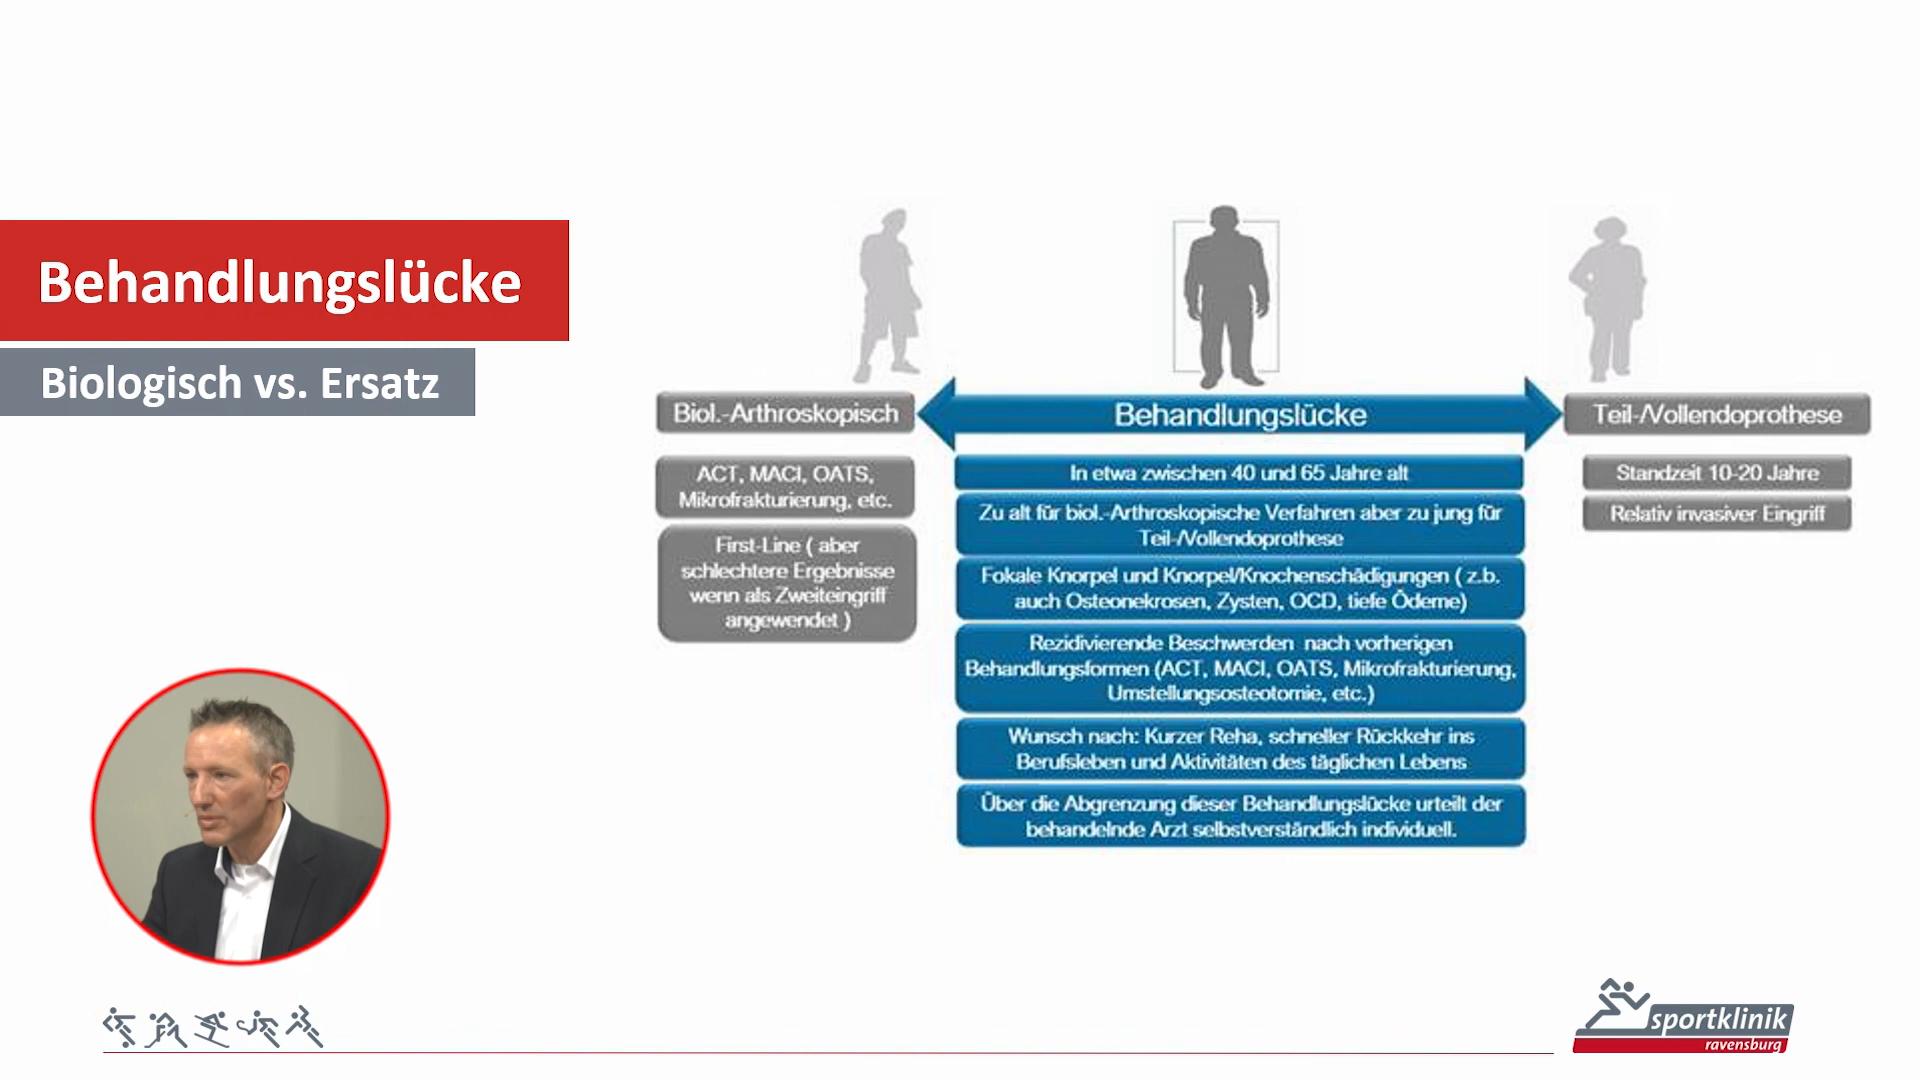 Behandlungslücke
Biologisch vs. Ersatz
Biol.-Arthroskopisch
ACT, MACI, OATS,
Mikrofrakturierung, etc.
First-Line ( aber
schlechtere Ergebnisse
wenn als Zweiteingriff
angewendet )
Behandlungslücke
In etwa zwischen 40 und 65 Jahre alt
Zu alt für biol.-Arthroskopische Verfahren aber zu jung für
Teil-/Vollendoprothese
Fokale Knorpel und Knorpel/Knochenschädigungen ( z.b.
auch Osteonekrosen, Zysten, OCD, tiefe Ödeme)
Rezidivierende Beschwerden nach vorherigen
Behandlungsformen (ACT, MACI, OATS, Mikrofrakturierung,
Umstellungsosteotomie, etc.)
Wunsch nach: Kurzer Reha, schneller Rückkehr ins
Berufsleben und Aktivitäten des täglichen Lebens
Über die Abgrenzung dieser Behandlungslücke urteilt der
behandelnde Arzt selbstverständlich individuell.
Teil-/Vollendoprothese
Standzeit 10-20 Jahre
Relativ invasiver Eingriff
sportklinik
ravensburg